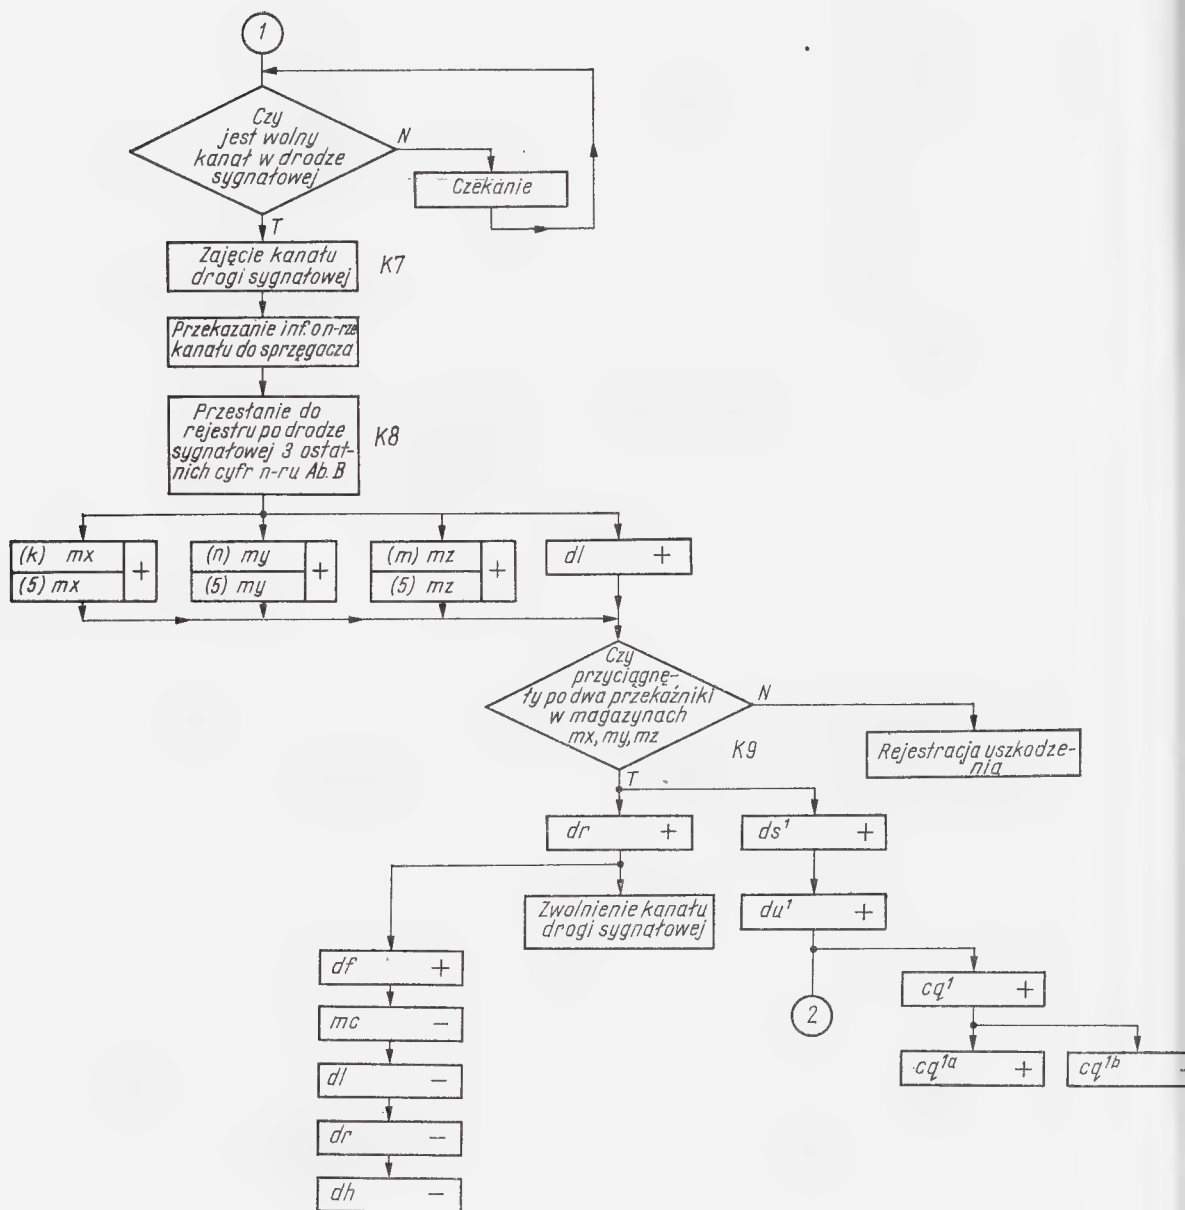 1
Czy
jest wolny
kanał w drodze
sygnałowej
N
Czekanie
T
Zajęcie kanału
drogi sygnałowej
K7
Przekazanie inf. o n-rze
kanału do sprzęgacza
Przesłanie do
rejestru po drodze
sygnałowej 3 ostat-
nich cyfr n-ru Ab. B
K8
(k) mx
(5) mx
+
(n) my
(5) my
+
(m) mz
(5) mz
+
dl +
Czy
przyciągnę-
ły po dwa przekaźniki
w magazynach
mx, my, mz
N
K9
Rejestracja uszkodze-
nia
T
dr +
ds¹ +
Zwolnienie kanału
drogi sygnałowej
du¹ +
df +
2
cq¹ +
mc -
cq¹ᵃ +
cq¹ᵇ
dl -
dr -
dh -